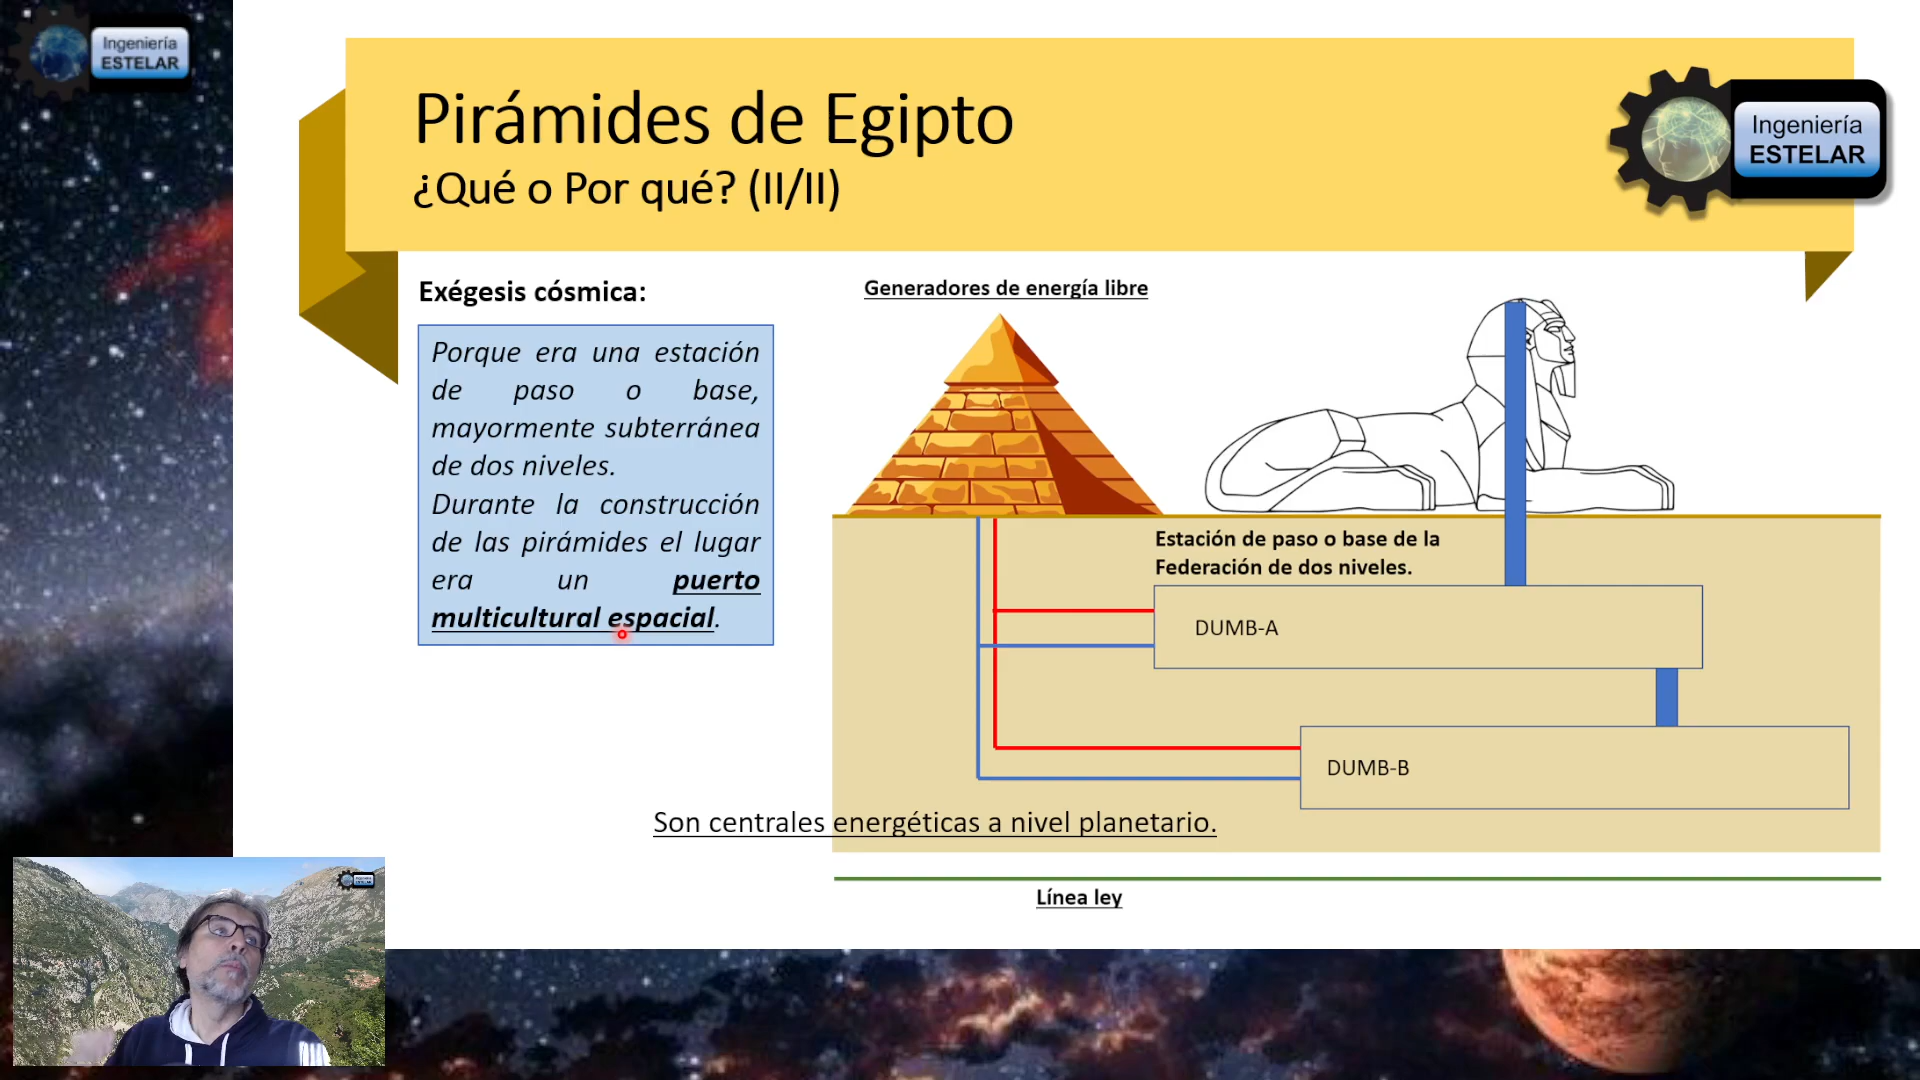 Ingeniería
ESTELAR
Pirámides de Egipto
¿Qué o Por qué? (II/II)
Ingeniería
ESTELAR
Exégesis cósmica:
Porque era una estación
de paso o base,
mayormente subterránea
de dos niveles.
Durante la construcción
de las pirámides el lugar
era un puerto
multicultural espacial.
Generadores de energía libre
Estación de paso o base de la
Federación de dos niveles.
DUMB-A
DUMB-B
Son centrales energéticas a nivel planetario.
Línea ley